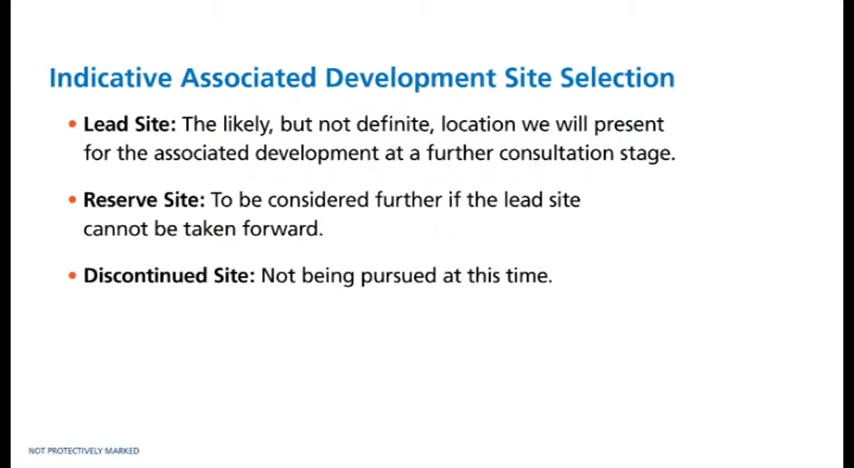 Indicative Associated Development Site Selection
• Lead Site: The likely, but not definite, location we will present
for the associated development at a further consultation stage.
• Reserve Site: To be considered further if the lead site
cannot be taken forward.
• Discontinued Site: Not being pursued at this time.
NOT PROTECTIVELY MARKED